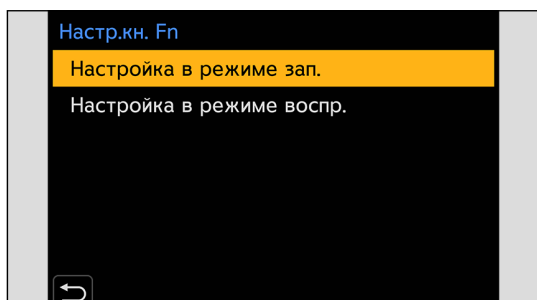 Настр.кн. Fn
Настройка в режиме зап.
Настройка в режиме воспр.